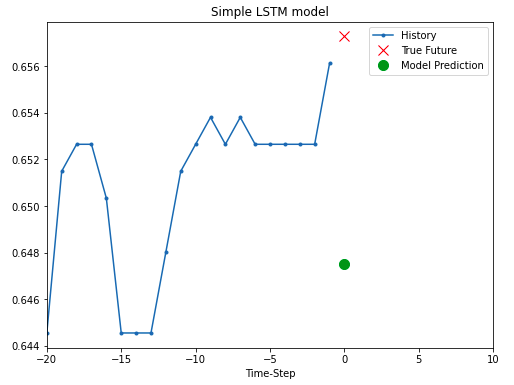 Simple LSTM model
History
True Future
Model Prediction
0.656
0.654
0.652
0.650
0.648
0.646
0.644
−20 −15 −10 −5 0 5 10
Time-Step